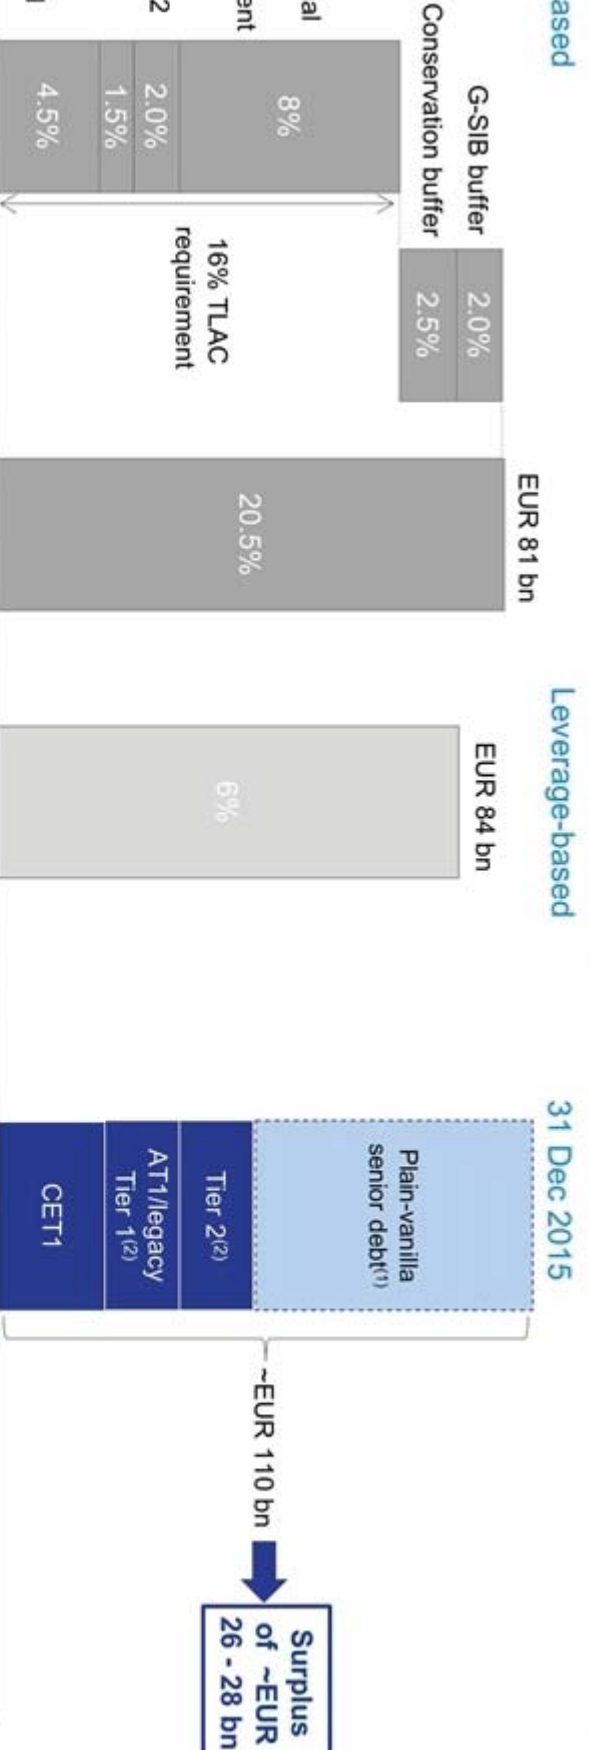 Leverage-based
31 Dec 2015
G-SIB buffer
2.0%
Conservation buffer
2.5%
8%
2.0%
1.5%
4.5%
16% TLAC
requirement
EUR 81 bn
20.5%
EUR 84 bn
6%
Plain-vanilla
senior debt(1)
Tier 2(2)
AT1/legacy
Tier 1(2)
CET1
~EUR 110 bn
Surplus
of ~EUR
26 - 28 bn